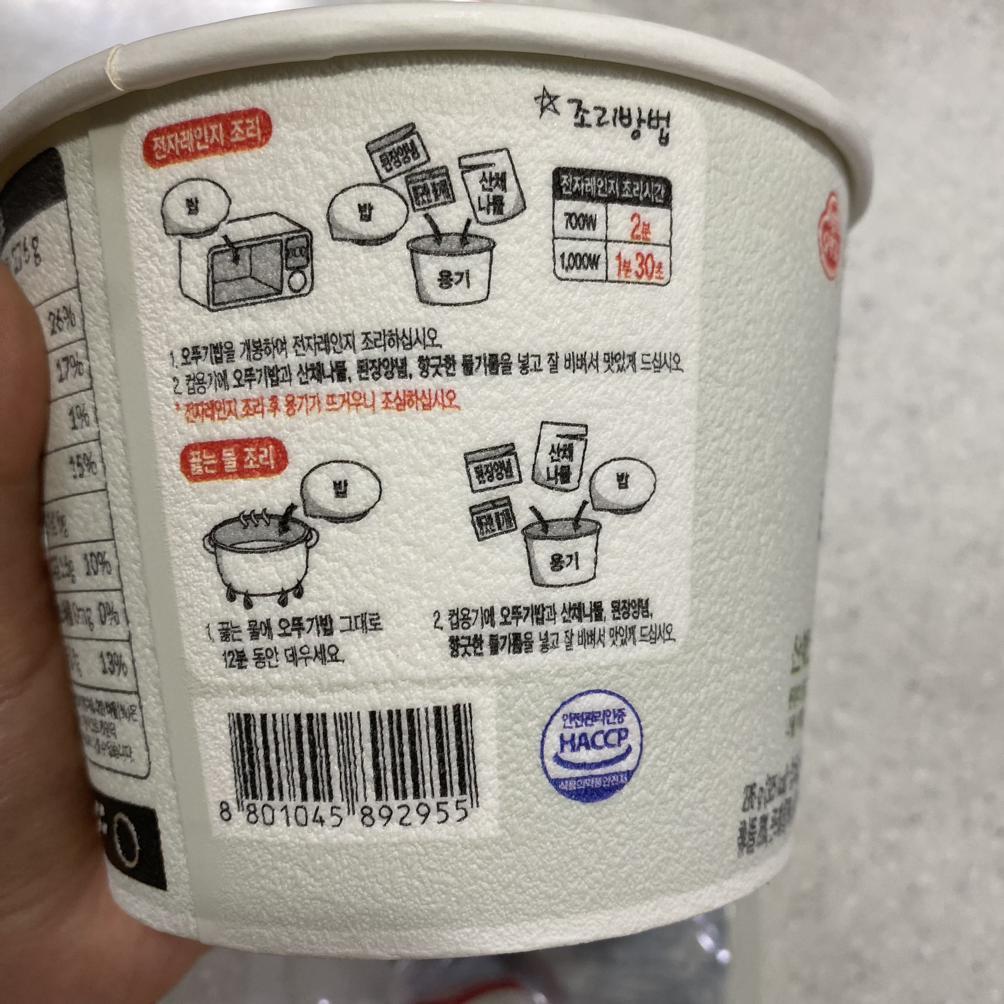 ☆ 조리방법
전자레인지 조리
밥
밥
된장양념
산채
나물
용기
전자레인지 조리시간
700W 2분
1,000W 1분 30초
1. 오뚜기밥을 개봉하여 전자레인지 조리하십시오.
2. 컵용기에 오뚜기밥과 산채나물, 된장양념, 향긋한 들기름을 넣고 잘 비벼서 맛있게 드십시오.
* 전자레인지 조리 후 용기가 뜨거우니 조심하십시오.
끓는 물 조리
밥
된장양념
산채
나물
밥
용기
1. 끓는 물에 오뚜기밥 그대로
12분 동안 데우세요.
2. 컵용기에 오뚜기밥과 산채나물, 된장양념,
향긋한 들기름을 넣고 잘 비벼서 맛있게 드십시오.
8 801045 892955
안전관리인증
HACCP
식품의약품안전처
26%
17%
1%
15%
10%
0%
13%